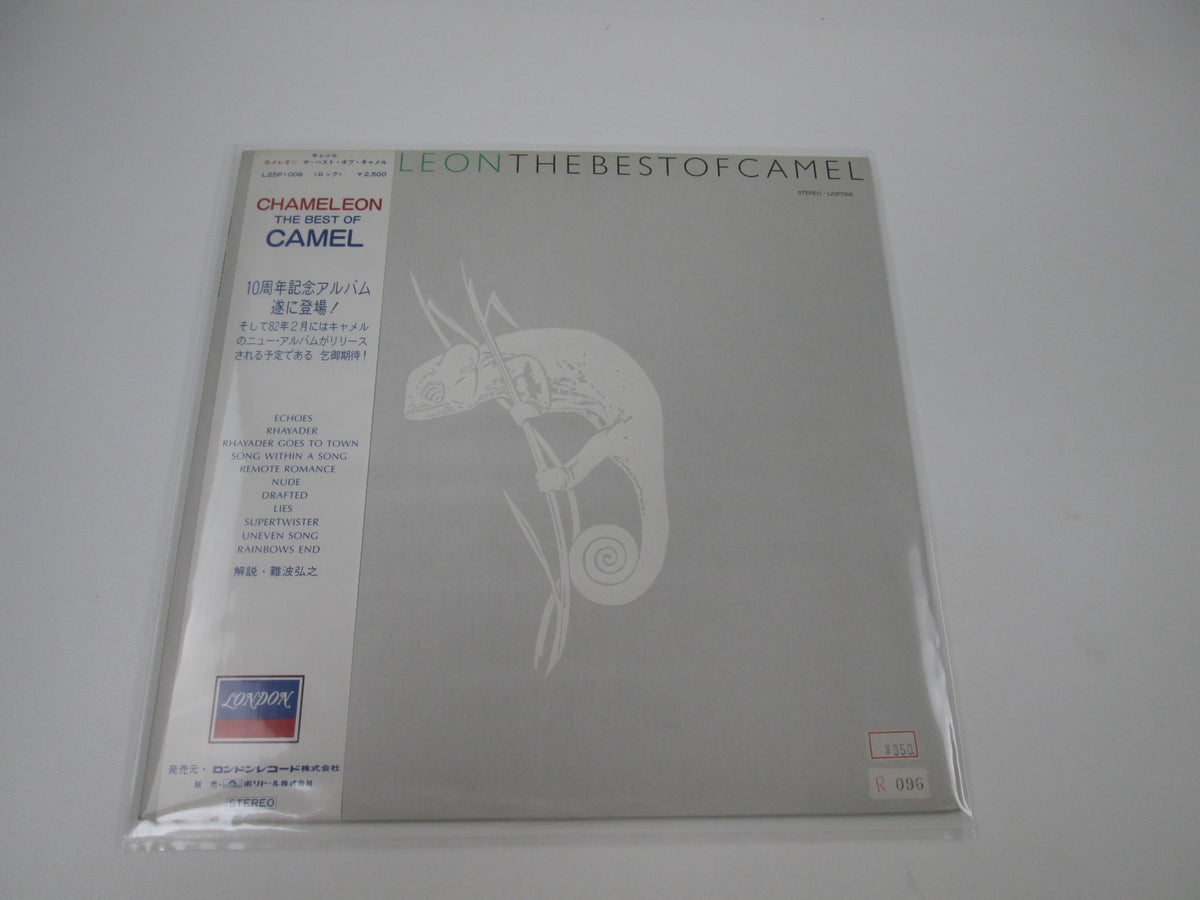 キャメル
カメレオン ザ・ベスト・オブ・キャメル
L25P1006 〈ロック〉 ¥2,500
CHAMELEON
THE BEST OF
CAMEL
10周年記念アルバム
遂に登場！
そして82年2月にはキャメル
のニュー・アルバムがリリース
される予定である 乞御期待！
ECHOES
RHAYADER
RHAYADER GOES TO TOWN
SONG WITHIN A SONG
REMOTE ROMANCE
NUDE
DRAFTED
LIES
SUPERTWISTER
UNEVEN SONG
RAINBOWS END
解説・難波弘之
LONDON
発売元・ロンドンレコード株式会社
販売・ポリドール株式会社
STEREO
LEONTHEBESTOFCAMEL
STEREO L25P1006
¥350
R 096